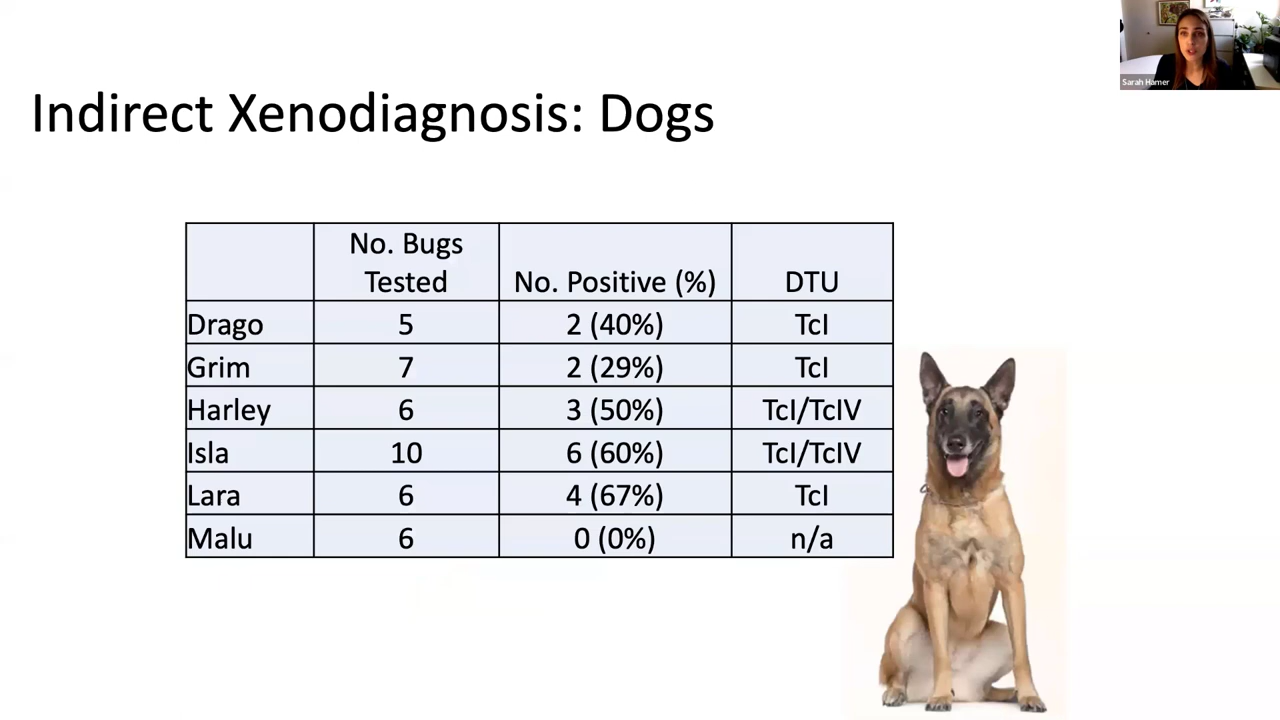 Sarah Hamer
Indirect Xenodiagnosis: Dogs
No. Bugs
Tested No. Positive (%) DTU
Drago 5 2 (40%) TcI
Grim 7 2 (29%) TcI
Harley 6 3 (50%) TcI/TcIV
Isla 10 6 (60%) TcI/TcIV
Lara 6 4 (67%) TcI
Malu 6 0 (0%) n/a